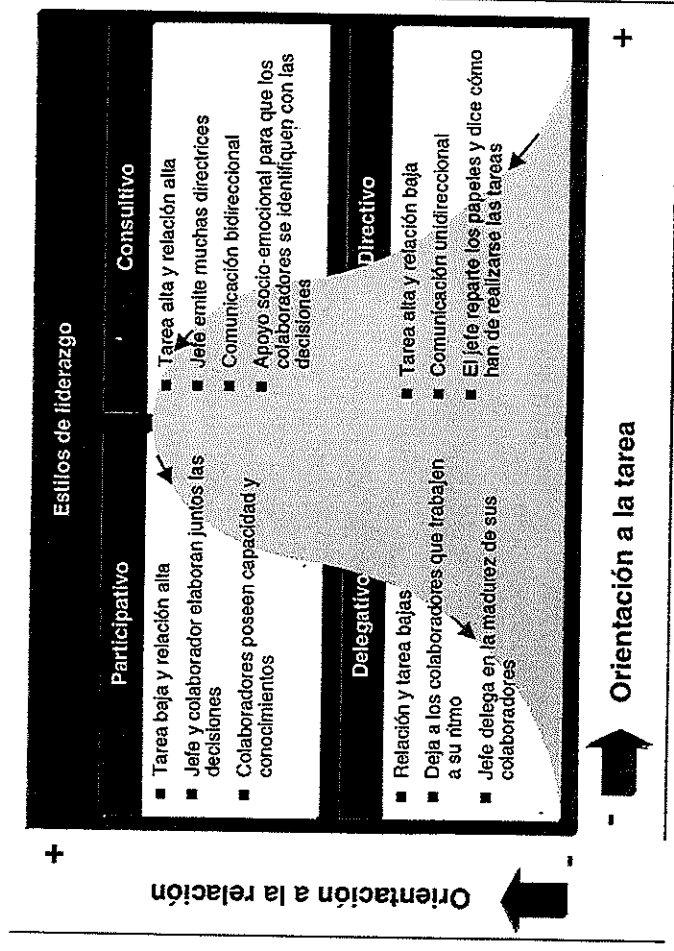 Estilos de liderazgo
Participativo
Consultivo
■ Tarea baja y relación alta
■ Jefe y colaborador elaboran juntos las
decisiones
■ Colaboradores poseen capacidad y
conocimientos
■ Tarea alta y relación alta
■ Jefe emite muchas directrices
■ Comunicación bidireccional
■ Apoyo socio-emocional para que los
colaboradores se identifiquen con las
decisiones
Delegativo
Directivo
■ Relación y tarea bajas
■ Deja a los colaboradores que trabajen
a su ritmo
■ Jefe delega en la madurez de sus
colaboradores
■ Tarea alta y relación baja
■ Comunicación unidireccional
■ El jefe reparte los papeles y dice cómo
han de realizarse las tareas
+
Orientación a la relación
-
-
Orientación a la tarea
+